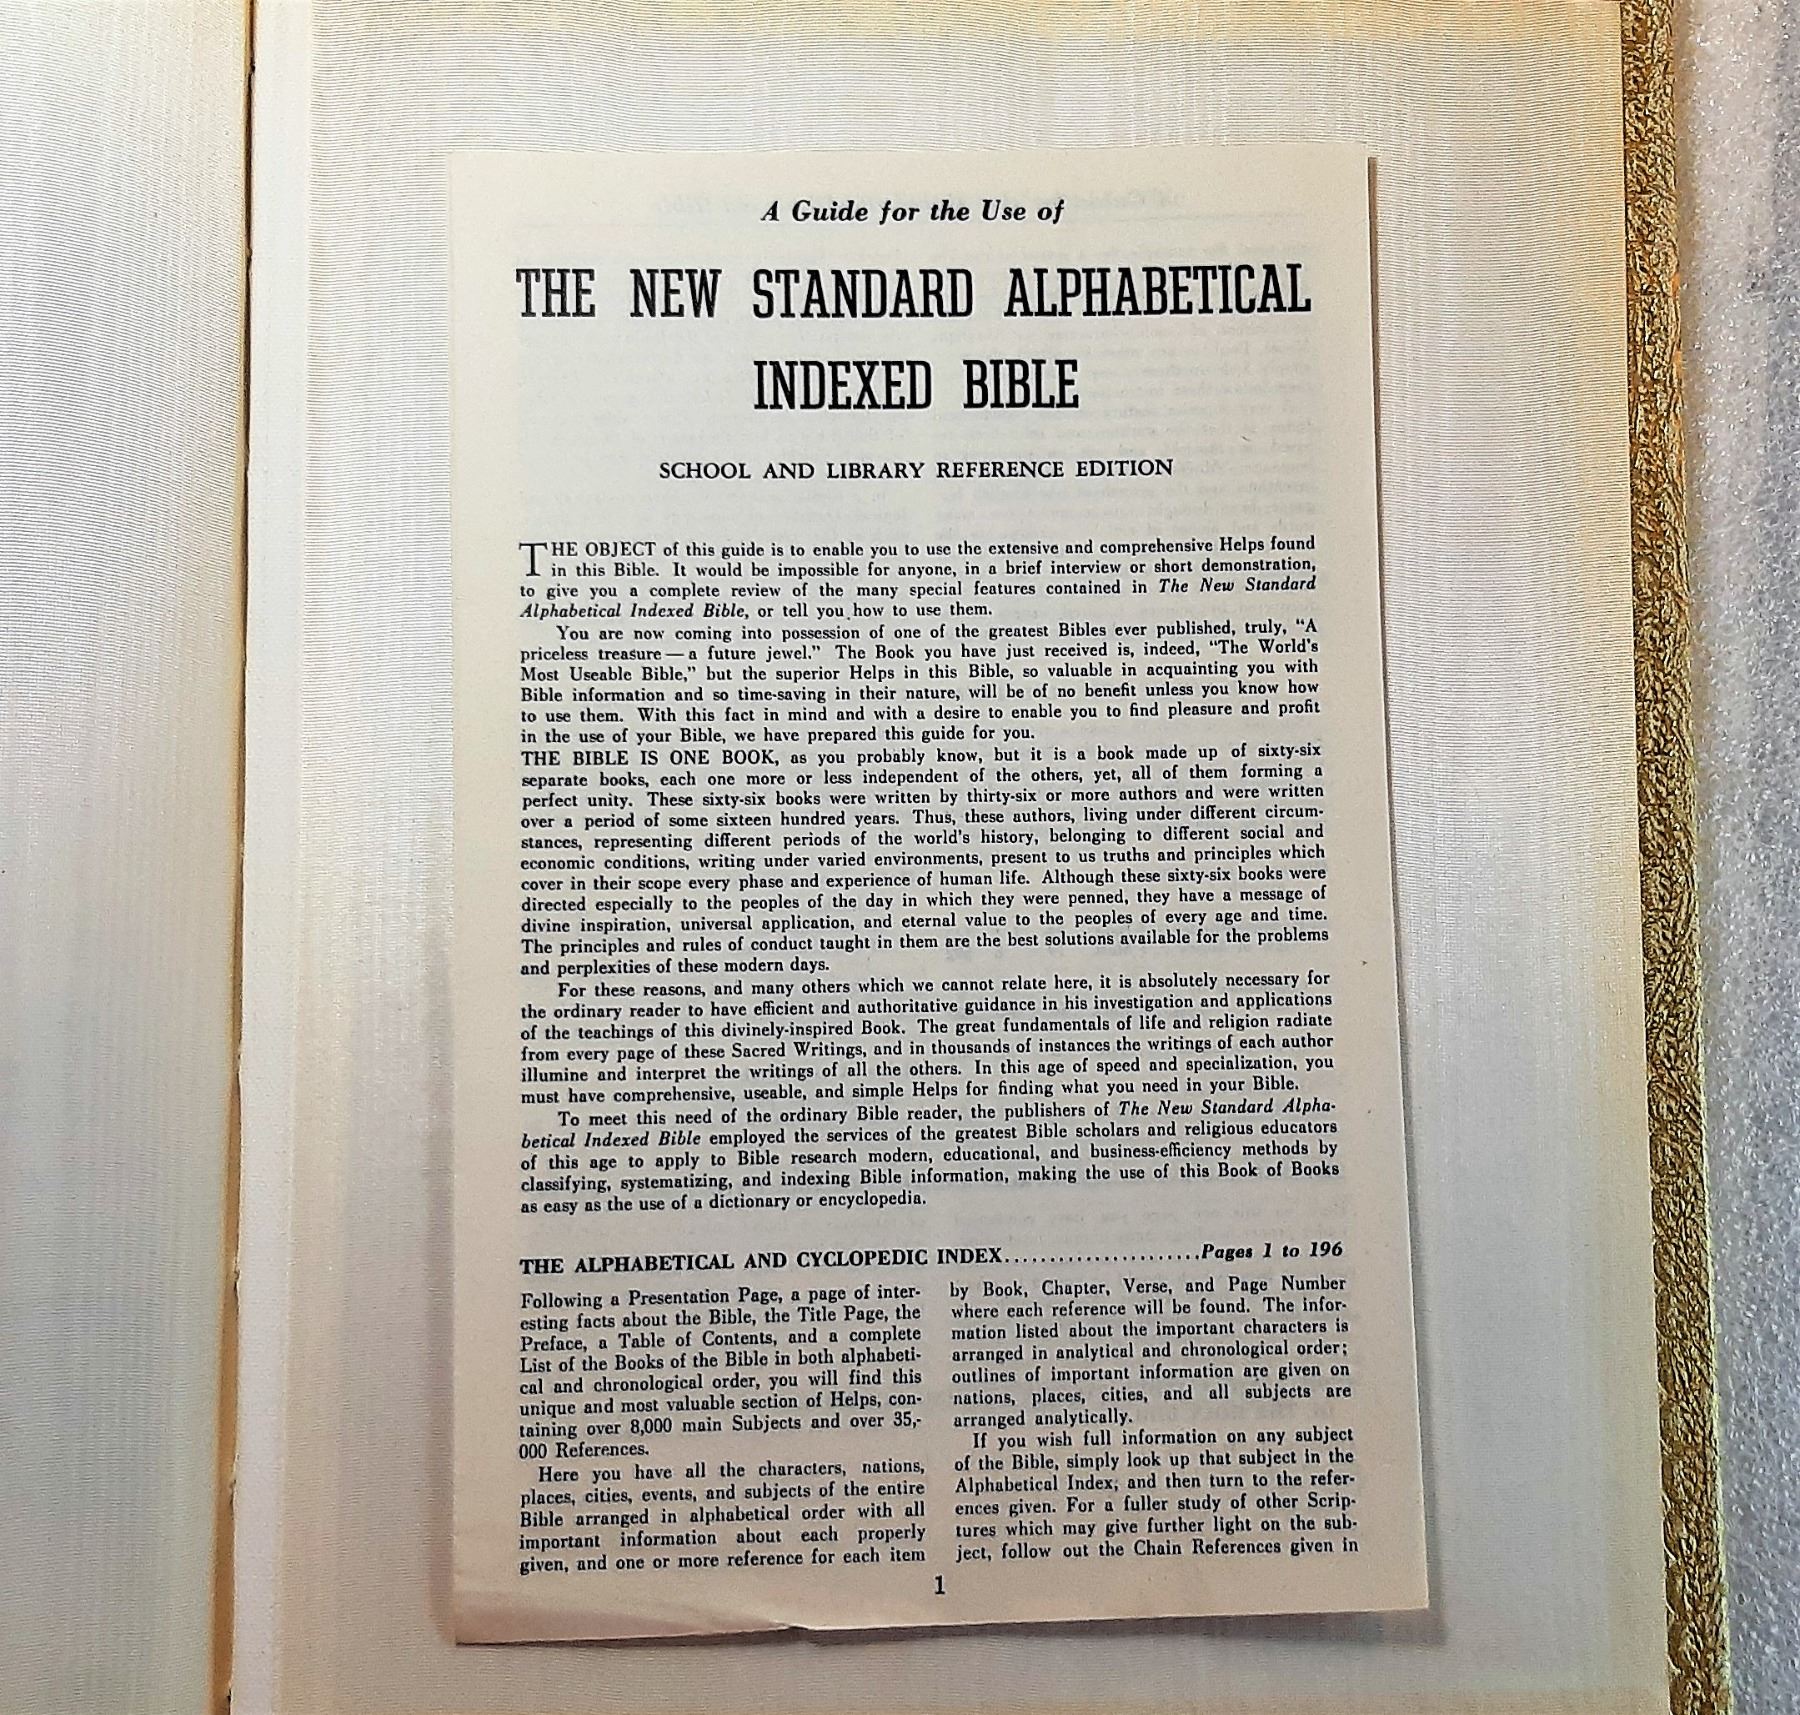 A Guide for the Use of
THE NEW STANDARD ALPHABETICAL
INDEXED BIBLE
SCHOOL AND LIBRARY REFERENCE EDITION
THE OBJECT of this guide is to enable you to use the extensive and comprehensive Helps found
in this Bible. It would be impossible for anyone, in a brief interview or short demonstration,
to give you a complete review of the many special features contained in The New Standard
Alphabetical Indexed Bible, or tell you how to use them.
You are now coming into possession of one of the greatest Bibles ever published, truly, “A
priceless treasure — a future jewel.” The Book you have just received is, indeed, “The World's
Most Useable Bible,” but the superior Helps in this Bible, so valuable in acquainting you with
Bible information and so time-saving in their nature, will be of no benefit unless you know how
to use them. With this fact in mind and with a desire to enable you to find pleasure and profit
in the use of your Bible, we have prepared this guide for you.
THE BIBLE IS ONE BOOK, as you probably know, but it is a book made up of sixty-six
separate books, each one more or less independent of the others, yet, all of them forming a
perfect unity. These sixty-six books were written by thirty-six or more authors and were written
over a period of some sixteen hundred years. Thus, these authors, living under different circum-
stances, representing different periods of the world's history, belonging to different social and
economic conditions, writing under varied environments, present to us truths and principles which
cover in their scope every phase and experience of human life. Although these sixty-six books were
directed especially to the peoples of the day in which they were penned, they have a message of
divine inspiration, universal application, and eternal value to the peoples of every age and time.
The principles and rules of conduct taught in them are the best solutions available for the problems
and perplexities of these modern days.
For these reasons, and many others which we cannot relate here, it is absolutely necessary for
the ordinary reader to have efficient and authoritative guidance in his investigation and applications
of the teachings of this divinely-inspired Book. The great fundamentals of life and religion radiate
from every page of these Sacred Writings, and in thousands of instances the writings of each author
illumine and interpret the writings of all the others. In this age of speed and specialization, you
must have comprehensive, useable, and simple Helps for finding what you need in your Bible.
To meet this need of the ordinary Bible reader, the publishers of The New Standard Alpha-
betical Indexed Bible employed the services of the greatest Bible scholars and religious educators
of this age to apply to Bible research modern, educational, and business-efficiency methods by
classifying, systematizing, and indexing Bible information, making the use of this Book of Books
as easy as the use of a dictionary or encyclopedia.
THE ALPHABETICAL AND CYCLOPEDIC INDEX......................Pages 1 to 196
Following a Presentation Page, a page of inter-
esting facts about the Bible, the Title Page, the
Preface, a Table of Contents, and a complete
List of the Books of the Bible in both alphabeti-
cal and chronological order, you will find this
unique and most valuable section of Helps, con-
taining over 8,000 main Subjects and over 35,-
000 References.
Here you have all the characters, nations,
places, cities, events, and subjects of the entire
Bible arranged in alphabetical order with all
important information about each properly
given, and one or more reference for each item
by Book, Chapter, Verse, and Page Number
where each reference will be found. The infor-
mation listed about the important characters is
arranged in analytical and chronological order;
outlines of important information are given on
nations, places, cities, and all subjects are
arranged analytically.
If you wish full information on any subject
of the Bible, simply look up that subject in the
Alphabetical Index, and then turn to the refer-
ences given. For a fuller study of other Scrip-
tures which may give further light on the sub-
ject, follow out the Chain References given in
1